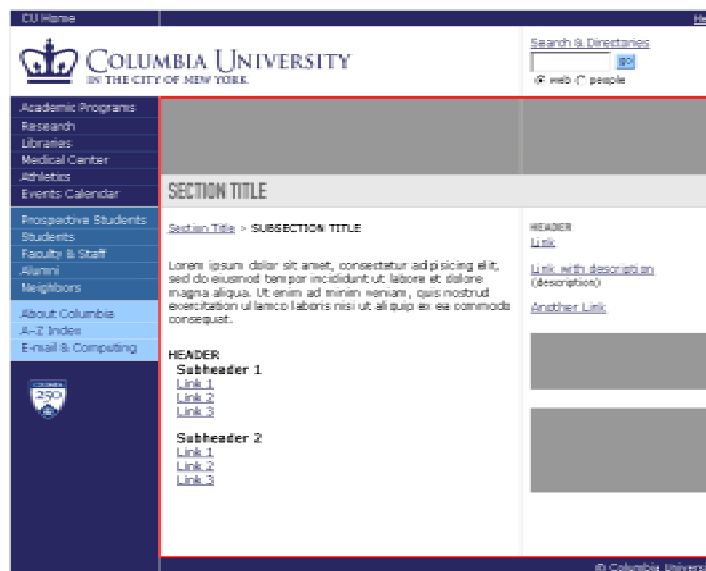 CU Home
He
COLUMBIA UNIVERSITY
IN THE CITY OF NEW YORK
Search & Directories
go!
web people
Academic Programs
Research
Libraries
Medical Center
Athletics
Events Calendar
Prospective Students
Students
Faculty & Staff
Alumni
Neighbors
About Columbia
A-Z Index
E-mail & Computing
COLUMBIA
250
SECTION TITLE
Section Title > SUBSECTION TITLE
Lorem ipsum dolor sit amet, consectetur adipisicing elit,
sed do eiusmod tempor incididunt ut labore et dolore
magna aliqua. Ut enim ad minim veniam, quis nostrud
exercitation ullamco laboris nisi ut aliquip ex ea commodo
consequat.
HEADER
Subheader 1
Link 1
Link 2
Link 3
Subheader 2
Link 1
Link 2
Link 3
HEADER
Link
Link with description
(description)
Another Link
© Columbia Univers